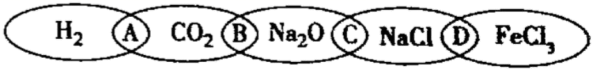 H₂ A CO₂ B Na₂O C NaCl D FeCl₃